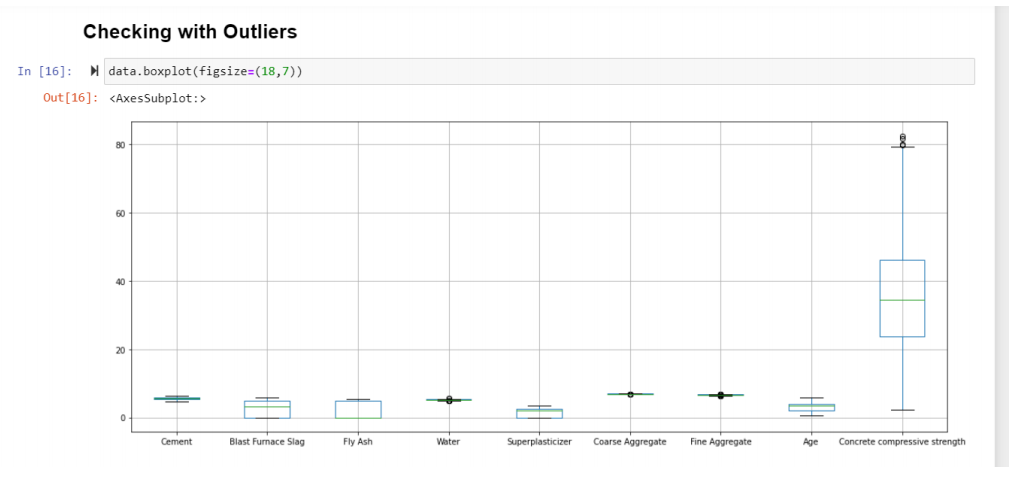 Checking with Outliers
In [16]: data.boxplot(figsize=(18,7))
Out[16]: <AxesSubplot:>
80
60
40
20
0
Cement Blast Furnace Slag Fly Ash Water Superplasticizer Coarse Aggregate Fine Aggregate Age Concrete compressive strength